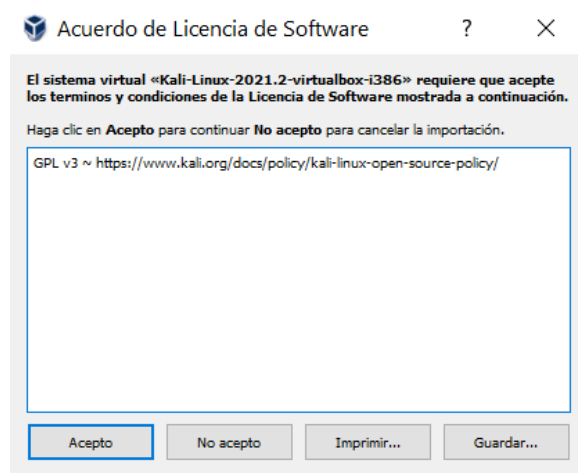 Acuerdo de Licencia de Software ? ×
El sistema virtual «Kali-Linux-2021.2-virtualbox-i386» requiere que acepte
los terminos y condiciones de la Licencia de Software mostrada a continuación.
Haga clic en Acepto para continuar No acepto para cancelar la importación.
GPL v3 ~ https://www.kali.org/docs/policy/kali-linux-open-source-policy/
Acepto No acepto Imprimir... Guardar...